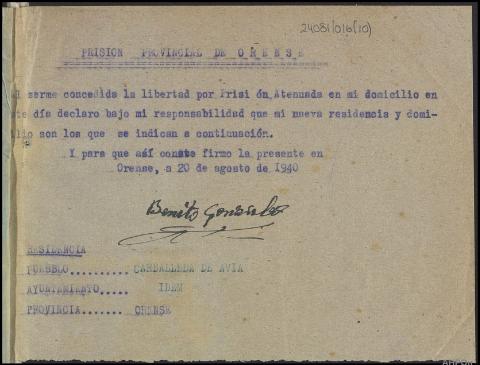 24081/016(10)
PRISION PROVINCIAL DE ORENSE
Al serme concedida la libertad por Prisi ón Atenuada en mi domicilio en
te día declaro bajo mi responsabilidad que mi nueva residencia y domi-
lio son los que se indican a continuación.
Y para que así conste firmo la presente en
Orense, a 20 de agosto de 1940
Benito González
RESIDENCIA
PUEBBLO.......... CARBALLEDA DE AVIA
AYUNTAMIENTO..... IDEM
PROVINCIA....... ORENSE